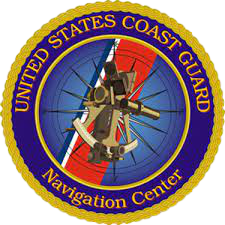 UNITED STATES COAST GUARD
Navigation Center